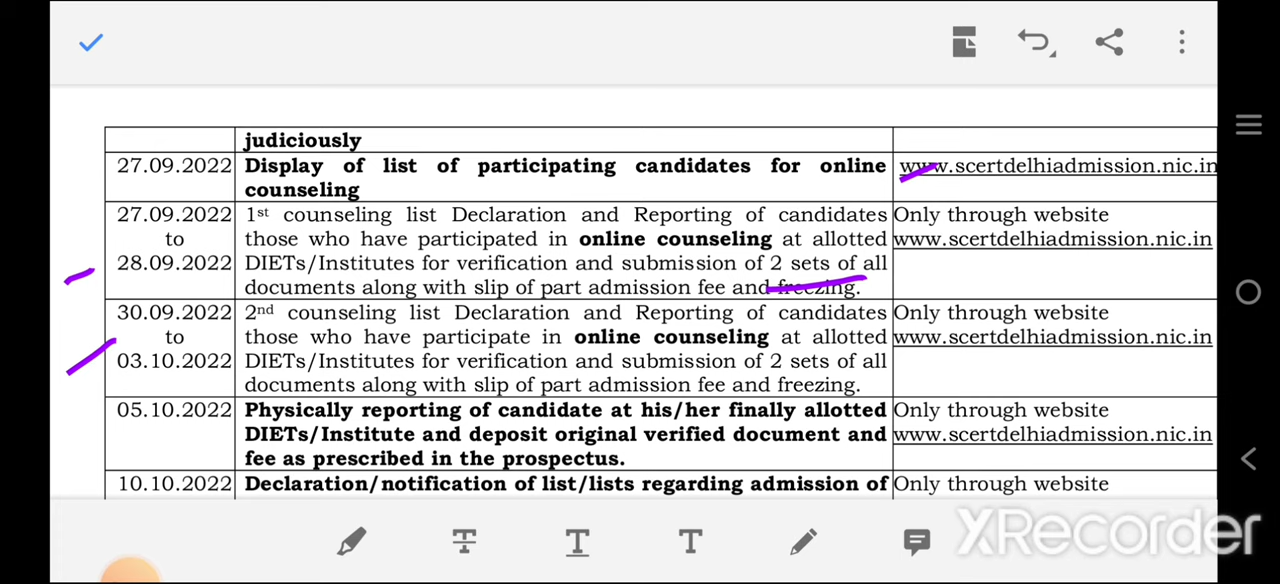 judiciously
27.09.2022 Display of list of participating candidates for online www.scertdelhiadmission.nic.in
counseling
27.09.2022 1st counseling list Declaration and Reporting of candidates Only through website
to those who have participated in online counseling at allotted www.scertdelhiadmission.nic.in
28.09.2022 DIETs/Institutes for verification and submission of 2 sets of all
documents along with slip of part admission fee and freezing.
30.09.2022 2nd counseling list Declaration and Reporting of candidates Only through website
to those who have participate in online counseling at allotted www.scertdelhiadmission.nic.in
03.10.2022 DIETs/Institutes for verification and submission of 2 sets of all
documents along with slip of part admission fee and freezing.
05.10.2022 Physically reporting of candidate at his/her finally allotted Only through website
DIETs/Institute and deposit original verified document and www.scertdelhiadmission.nic.in
fee as prescribed in the prospectus.
10.10.2022 Declaration/notification of list/lists regarding admission of Only through website
T T T
XRecorder